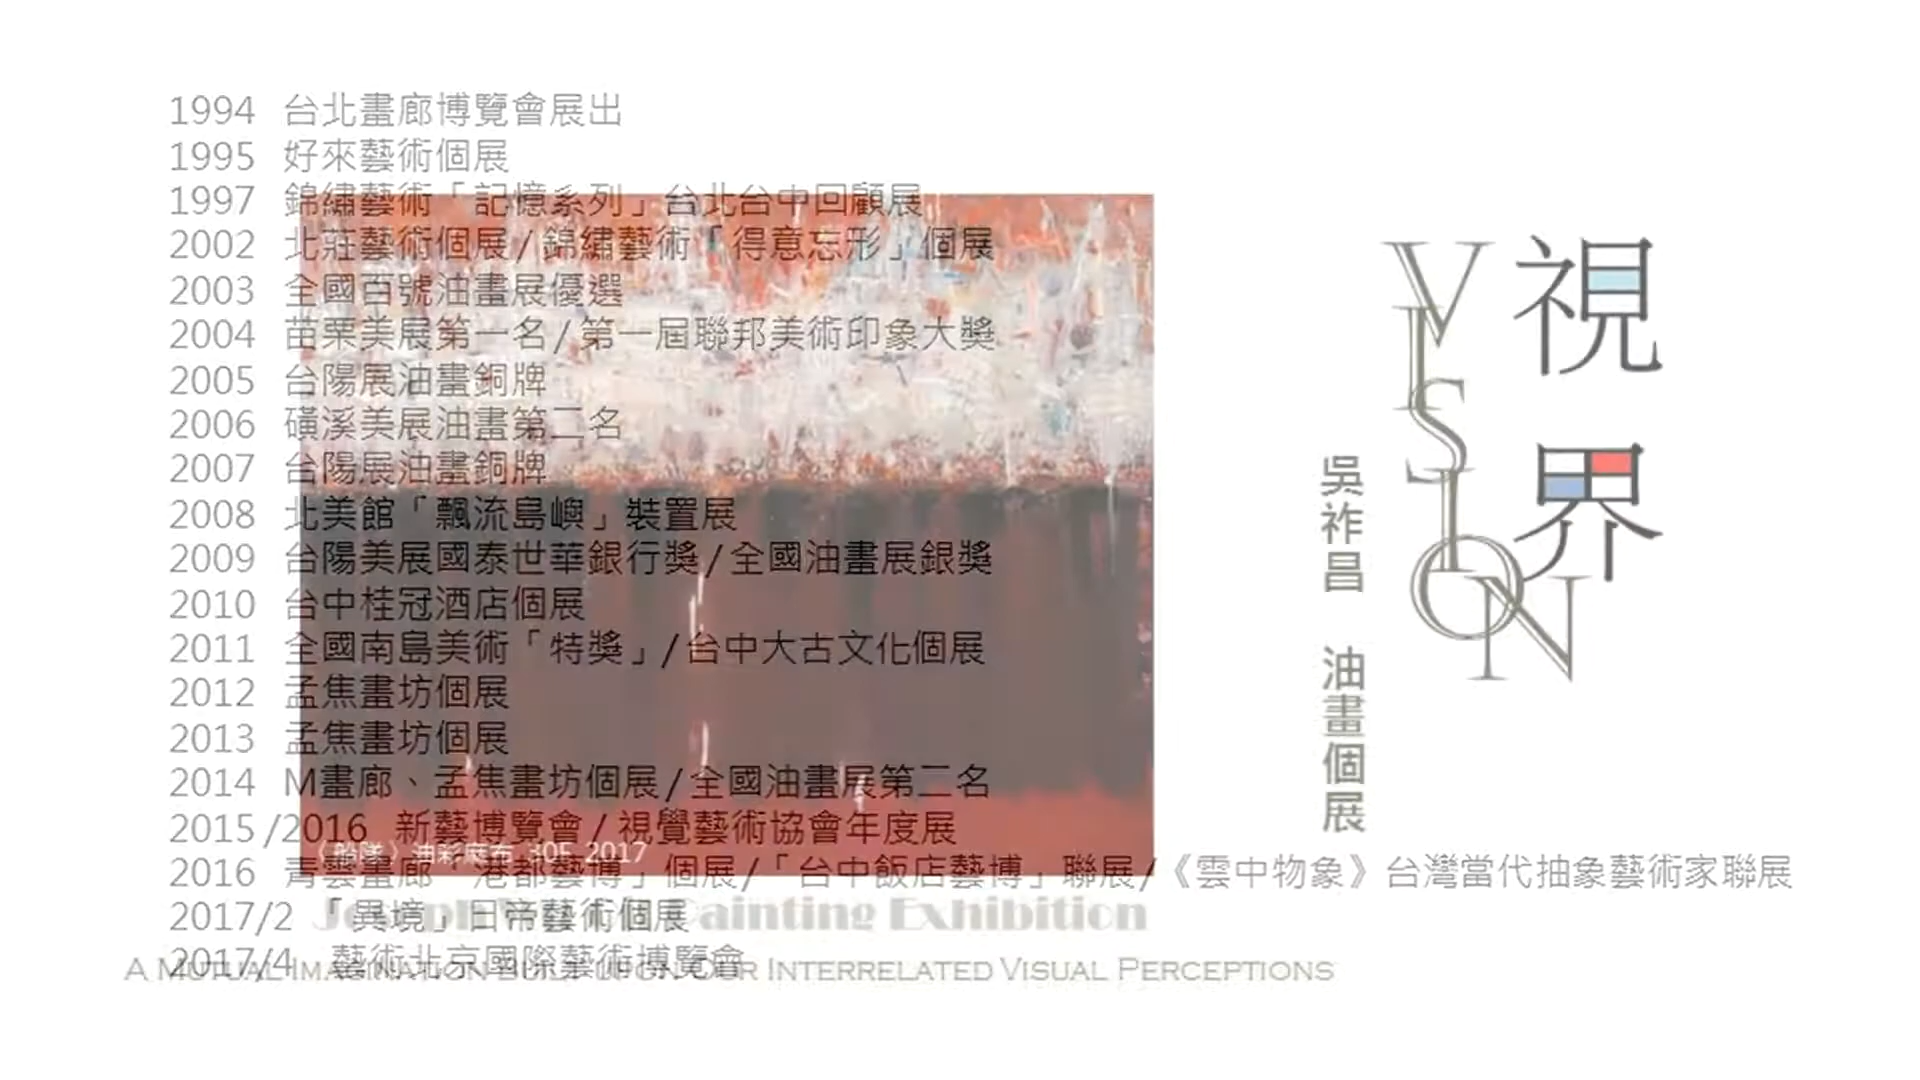 1994 台北畫廊博覽會展出
1995 好來藝術個展
1997 錦繡藝術「記憶系列」台北台中回顧展
2002 北莊藝術個展/錦繡藝術「得意忘形」個展
2003 全國百號油畫展優選
2004 苗栗美展第一名/第一屆聯邦美術印象大獎
2005 台陽展油畫銅牌
2006 磺溪美展油畫第二名
2007 台陽展油畫銅牌
2008 北美館「飄流島嶼」裝置展
2009 台陽美展國泰世華銀行獎/全國油畫展銀獎
2010 台中桂冠酒店個展
2011 全國南島美術「特獎」/台中大古文化個展
2012 孟焦畫坊個展
2013 孟焦畫坊個展
2014 M畫廊、孟焦畫坊個展/全國油畫展第二名
2015/2016 新藝博覽會/視覺藝術協會年度展
〈船隊〉油彩麻布 30F 2017
2016 青雲畫廊「港都藝博」個展/「台中飯店藝博」聯展/《雲中物象》台灣當代抽象藝術家聯展
2017/2 「異境」日帝藝術個展
Painting Exhibition
2017/4 藝術北京國際藝術博覽會
A Mutual Imagination Built upon Our Interrelated Visual Perceptions
視界
VISION
吳祚昌 油畫個展